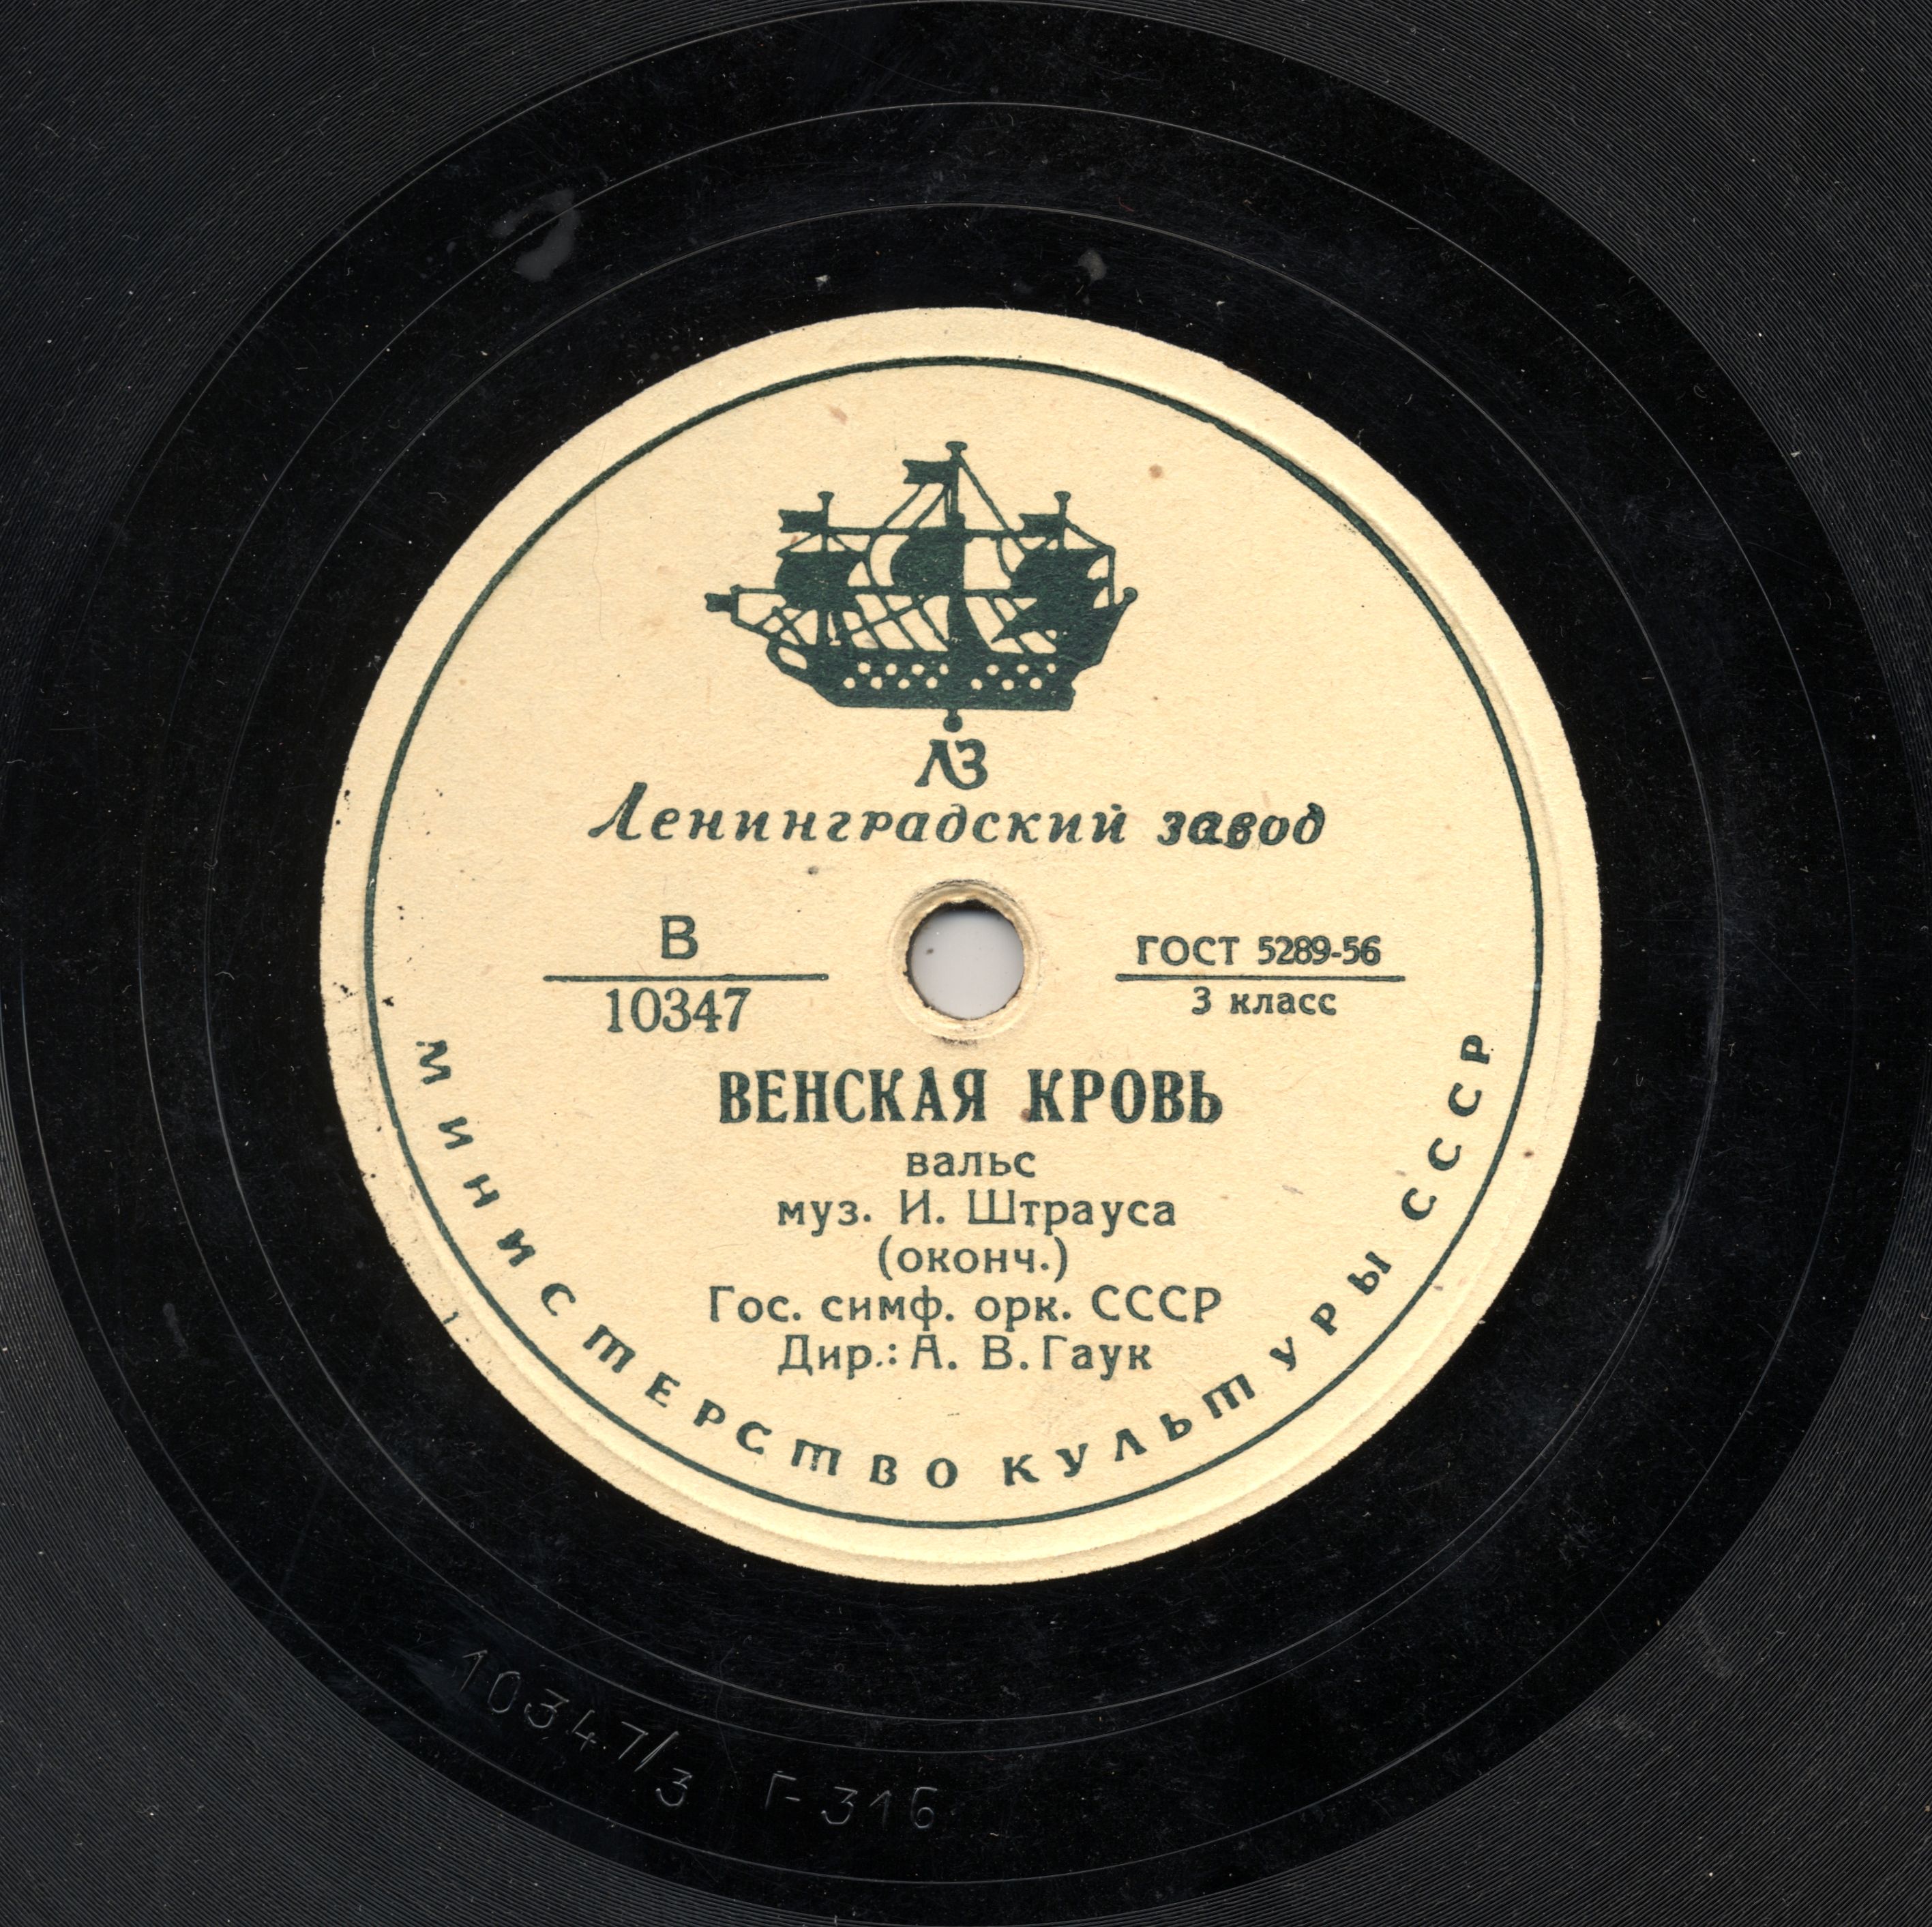 ЛЗ
Ленинградский завод
В
10347
ГОСТ 5289-56
3 класс
ВЕНСКАЯ КРОВЬ
вальс
муз. И. Штрауса
(оконч.)
Гос. симф. орк. СССР
Дир.: А. В. Гаук
МИНИСТЕРСТВО КУЛЬТУРЫ СССР
10347/3 Г-316